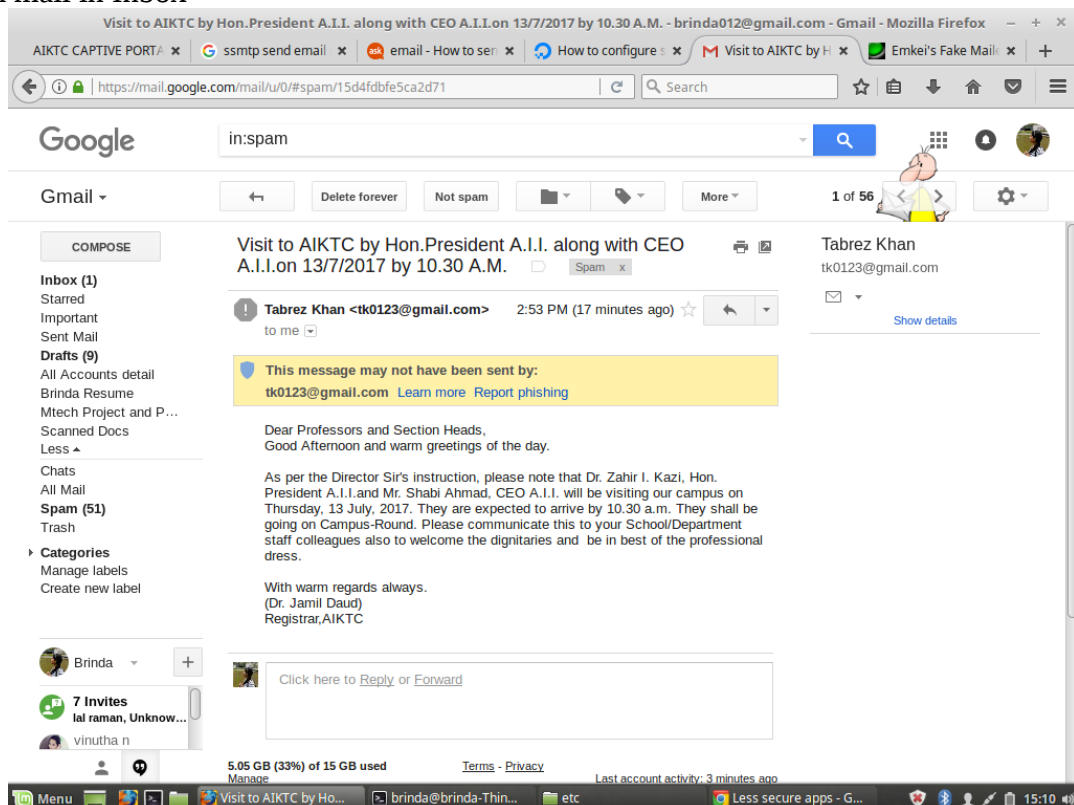 mail in inbox
Visit to AIKTC by Hon.President A.I.I. along with CEO A.I.I.on 13/7/2017 by 10.30 A.M. - brinda012@gmail.com - Gmail - Mozilla Firefox
AIKTC CAPTIVE PORTA
ssmtp send email
email - How to sen
How to configure s
Visit to AIKTC by H
Emkei's Fake Maile
https://mail.google.com/mail/u/0/#spam/15d4fdbfe5ca2d71
Search
Google
in:spam
Gmail
Delete forever
Not spam
More
1 of 56
COMPOSE
Inbox (1)
Starred
Important
Sent Mail
Drafts (9)
All Accounts detail
Brinda Resume
Mtech Project and P…
Scanned Docs
Less
Chats
All Mail
Spam (51)
Trash
Categories
Manage labels
Create new label
Brinda
7 Invites
lal raman, Unknow...
vinutha n
Visit to AIKTC by Hon.President A.I.I. along with CEO
A.I.I.on 13/7/2017 by 10.30 A.M.
Spam x
Tabrez Khan <tk0123@gmail.com>
2:53 PM (17 minutes ago)
to me
This message may not have been sent by:
tk0123@gmail.com Learn more Report phishing
Dear Professors and Section Heads,
Good Afternoon and warm greetings of the day.
As per the Director Sir's instruction, please note that Dr. Zahir I. Kazi, Hon.
President A.I.I.and Mr. Shabi Ahmad, CEO A.I.I. will be visiting our campus on
Thursday, 13 July, 2017. They are expected to arrive by 10.30 a.m. They shall be
going on Campus-Round. Please communicate this to your School/Department
staff colleagues also to welcome the dignitaries and be in best of the professional
dress.
With warm regards always.
(Dr. Jamil Daud)
Registrar,AIKTC
Click here to Reply or Forward
5.05 GB (33%) of 15 GB used
Manage
Terms - Privacy
Last account activity: 3 minutes ago
Tabrez Khan
tk0123@gmail.com
Show details
Menu
Visit to AIKTC by Ho...
brinda@brinda-Thin...
etc
Less secure apps - G...
15:10